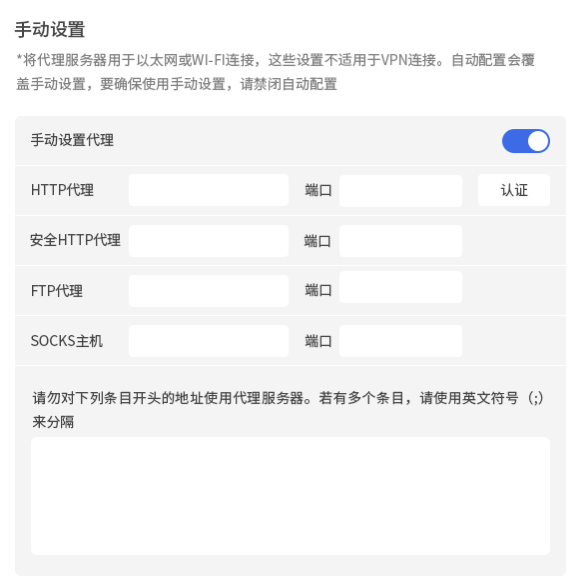 手动设置
*将代理服务器用于以太网或WI-FI连接，这些设置不适用于VPN连接。自动配置会覆
盖手动设置，要确保使用手动设置，请禁闭自动配置
手动设置代理
HTTP代理 端口 认证
安全HTTP代理 端口
FTP代理 端口
SOCKS主机 端口
请勿对下列条目开头的地址使用代理服务器。若有多个条目，请使用英文符号（;）
来分隔